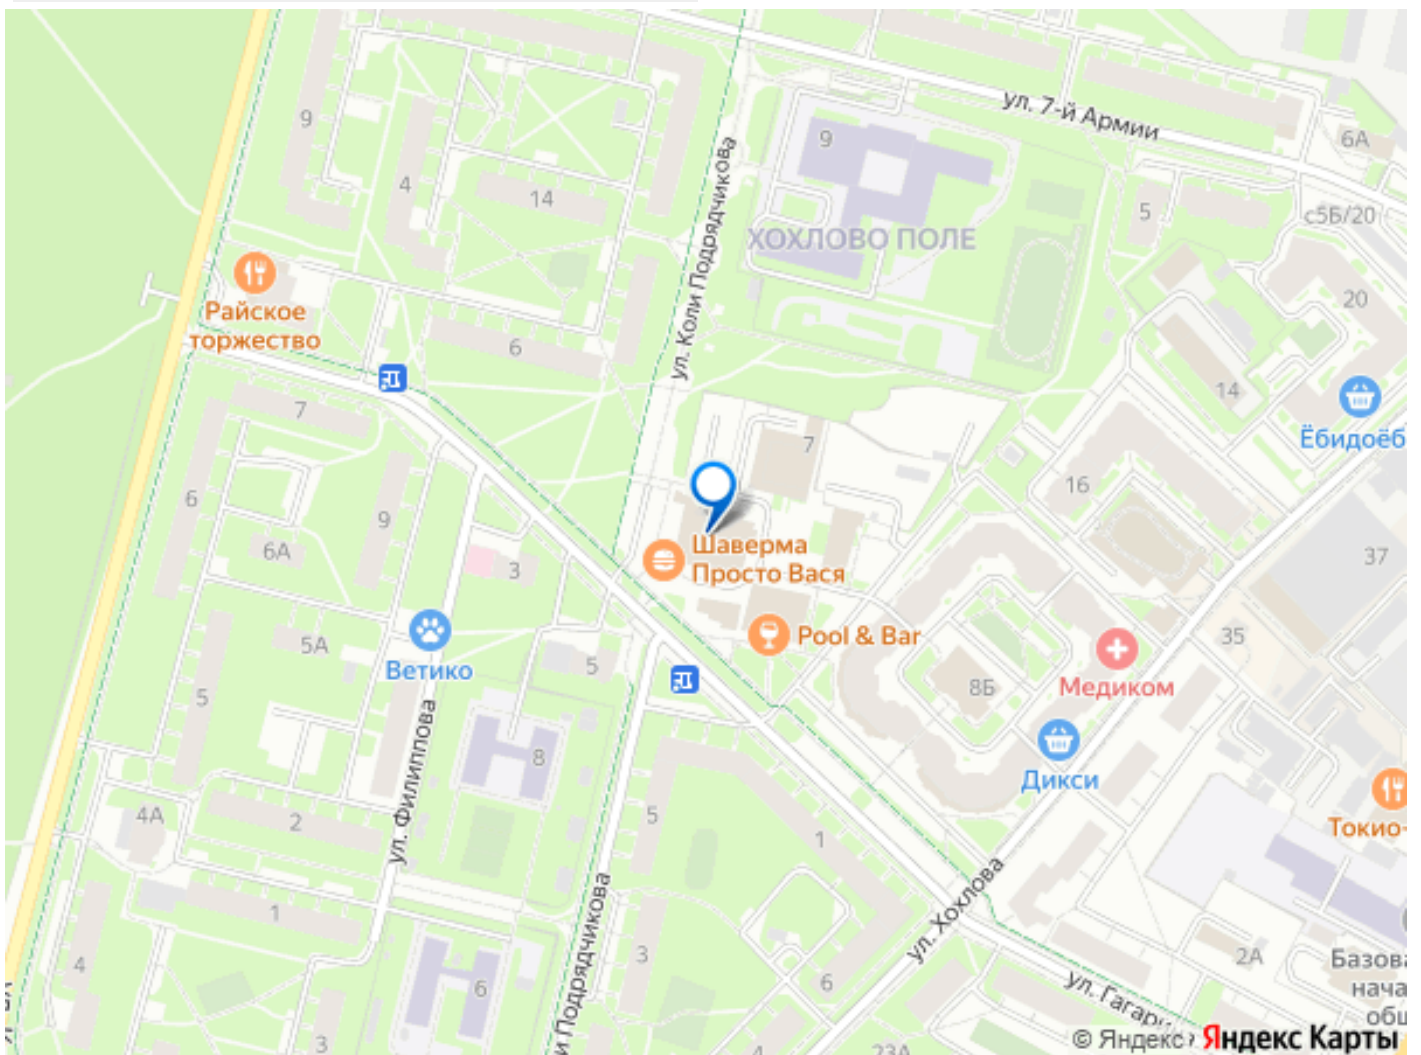 ул. 7-й Армии
9
9
6А
4
14
5
с5Б/20
ул. Коли Подрядчикова
ХОХЛОВО ПОЛЕ
20
Райское
торжество
6
14
7
Ёбидоёб
7
16
6
9
6А
3
Шаверма
Просто Вася
37
5А
Ветико
5
Pool & Bar
35
8Б
Медиком
5
ул. Филиппова
8
Дикси
4А
2
5
1
Токио-
1
ул. Хохлова
4
6
3
6
2А
Базова
нача
общ
и Подрядчикова
ул. Гагари
3
4
23А
© Яндекс
Яндекс Карты